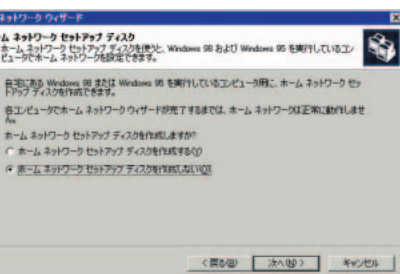 ネットワーク ウィザード
ム ネットワーク セットアップ ディスク
ホーム ネットワーク セットアップ ディスクを使うと、Windows 98 および Windows 95 を実行しているコン
ピュータでホーム ネットワークを設定できます。
自宅にある Windows 98 または Windows 95 を実行しているコンピュータ用に、ホーム ネットワーク セッ
トアップ ディスクを作成できます。
各コンピュータでホーム ネットワーク ウィザードが完了するまでは、ホーム ネットワークは正常に動作しませ
ん。
ホーム ネットワーク セットアップ ディスクを作成しますか?
ホーム ネットワーク セットアップ ディスクを作成する(Y)
ホーム ネットワーク セットアップ ディスクを作成しない(O)
< 戻る(B) 次へ(N) > キャンセル